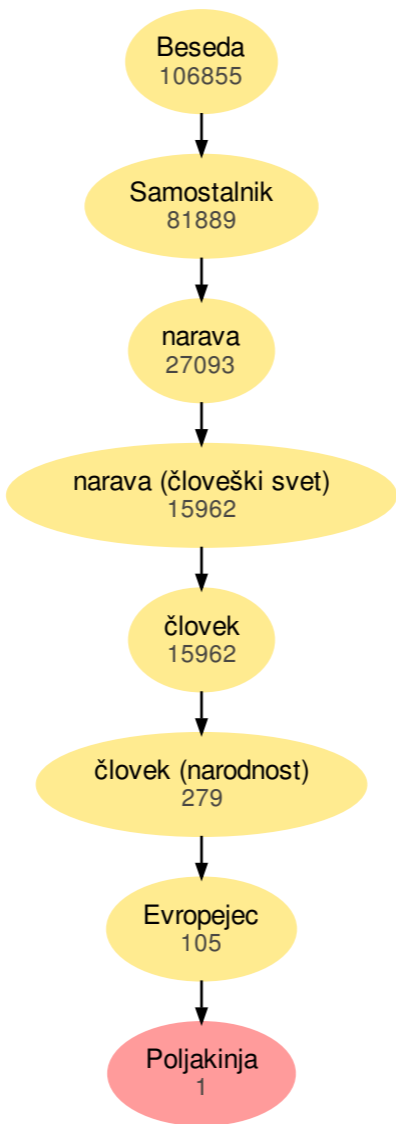 Beseda
106855
Samostalnik
81889
narava
27093
narava (človeški svet)
15962
človek
15962
človek (narodnost)
279
Evropejec
105
Poljakinja
1